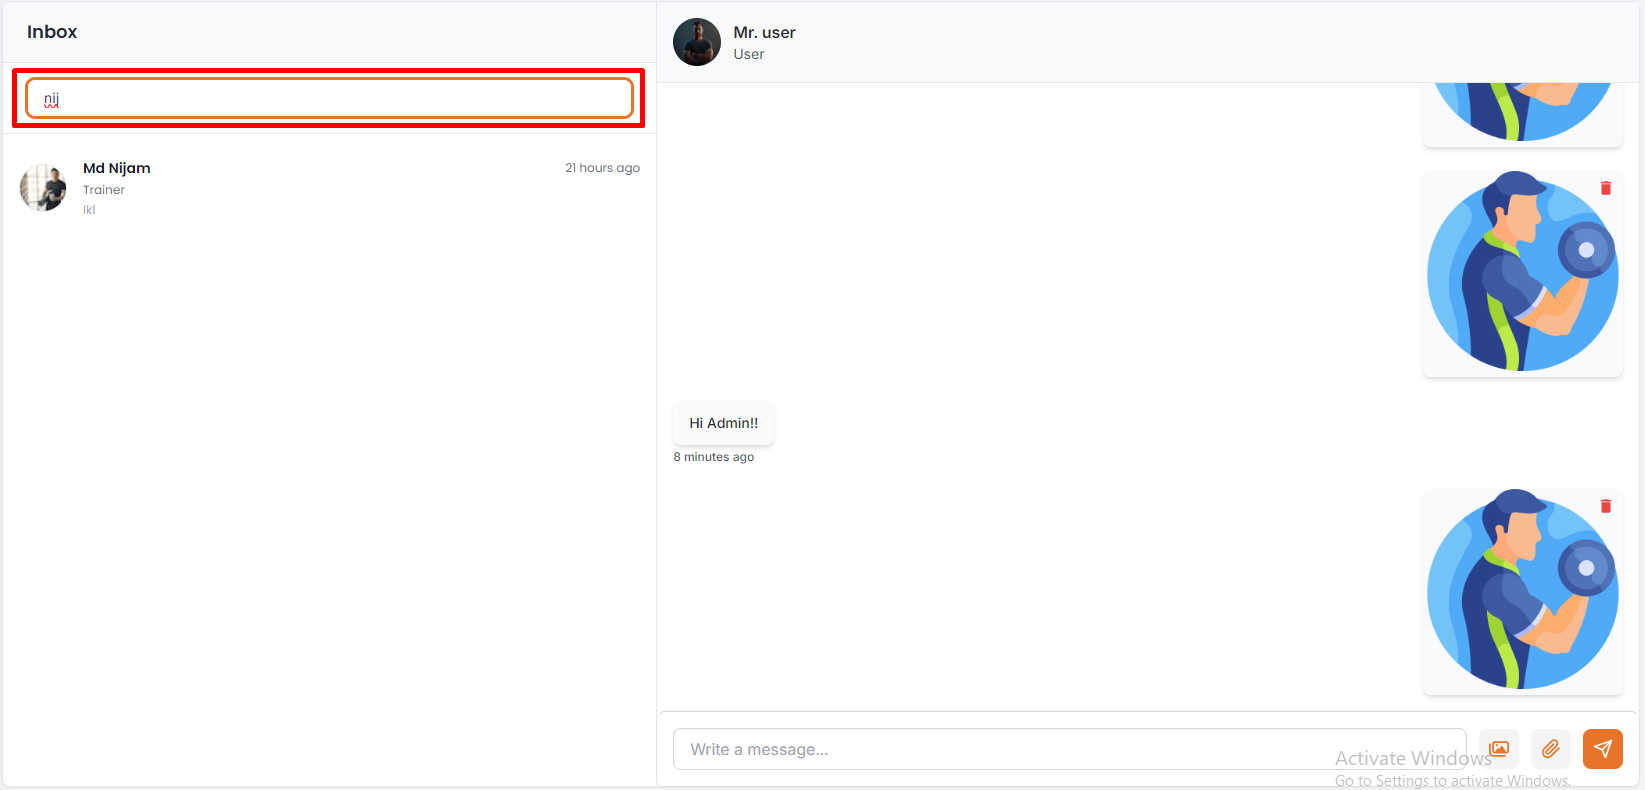 Inbox
nij
Md Nijam
21 hours ago
Trainer
lkl
Mr. user
User
Hi Admin!!
8 minutes ago
Write a message...
Activate Windows
Go to Settings to activate Windows.